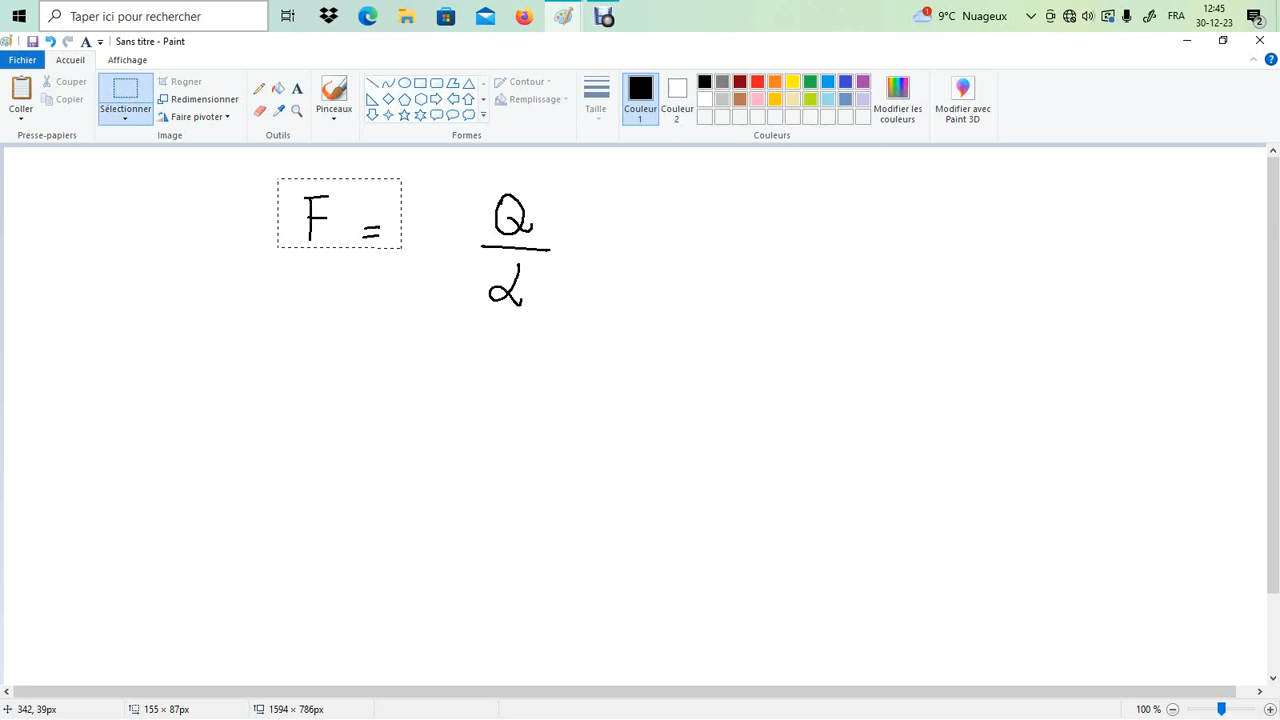 Taper ici pour rechercher
9°C Nuageux
FRA
12:45
30-12-23
2
Sans titre - Paint
Fichier Accueil Affichage
Coller
Couper
Copier
Presse-papiers
Sélectionner
Rogner
Redimensionner
Faire pivoter
Image
A
Outils
Pinceaux
Contour
Remplissage
Formes
Taille
Couleur 1
Couleur 2
Modifier les couleurs
Couleurs
Modifier avec Paint 3D
F = Q
α
342, 39px 155 × 87px 1594 × 786px 100 %